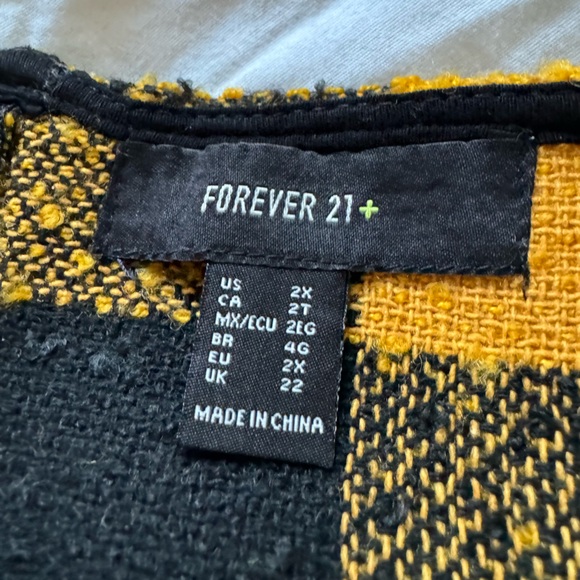 FOREVER 21+
US 2X
CA 2T
MX/ECU 2EG
BR 4G
EU 2X
UK 22
MADE IN CHINA